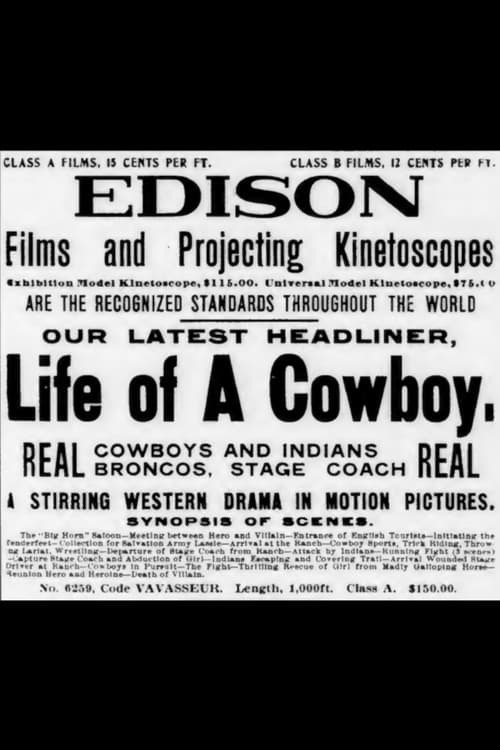 CLASS A FILMS, 15 CENTS PER FT. CLASS B FILMS, 12 CENTS PER FT.
EDISON
Films and Projecting Kinetoscopes
Exhibition Model Kinetoscope, $115.00. Universal Model Kinetoscope, $75.00
ARE THE RECOGNIZED STANDARDS THROUGHOUT THE WORLD
OUR LATEST HEADLINER,
Life of A Cowboy.
REAL COWBOYS AND INDIANS REAL
BRONCOS, STAGE COACH
A STIRRING WESTERN DRAMA IN MOTION PICTURES.
SYNOPSIS OF SCENES.
The "Big Horn" Saloon—Meeting between Hero and Villain—Entrance of English Tourists—Initiating the
Tenderfeet—Collection for Salvation Army Lassie—Arrival at the Ranch—Cowboy Sports, Trick Riding, Throw-
ing Lariat, Wrestling—Departure of Stage Coach from Ranch—Attack by Indians—Running Fight (3 scenes)
—Capture Stage Coach and Abduction of Girl—Indians Escaping and Covering Trail—Arrival Wounded Stage
Driver at Ranch—Cowboys in Pursuit—The Fight—Thrilling Rescue of Girl from Madly Galloping Horse—
Reunion Hero and Heroine—Death of Villain.
No. 6259, Code VAVASSEUR. Length, 1,000ft. Class A. $150.00.